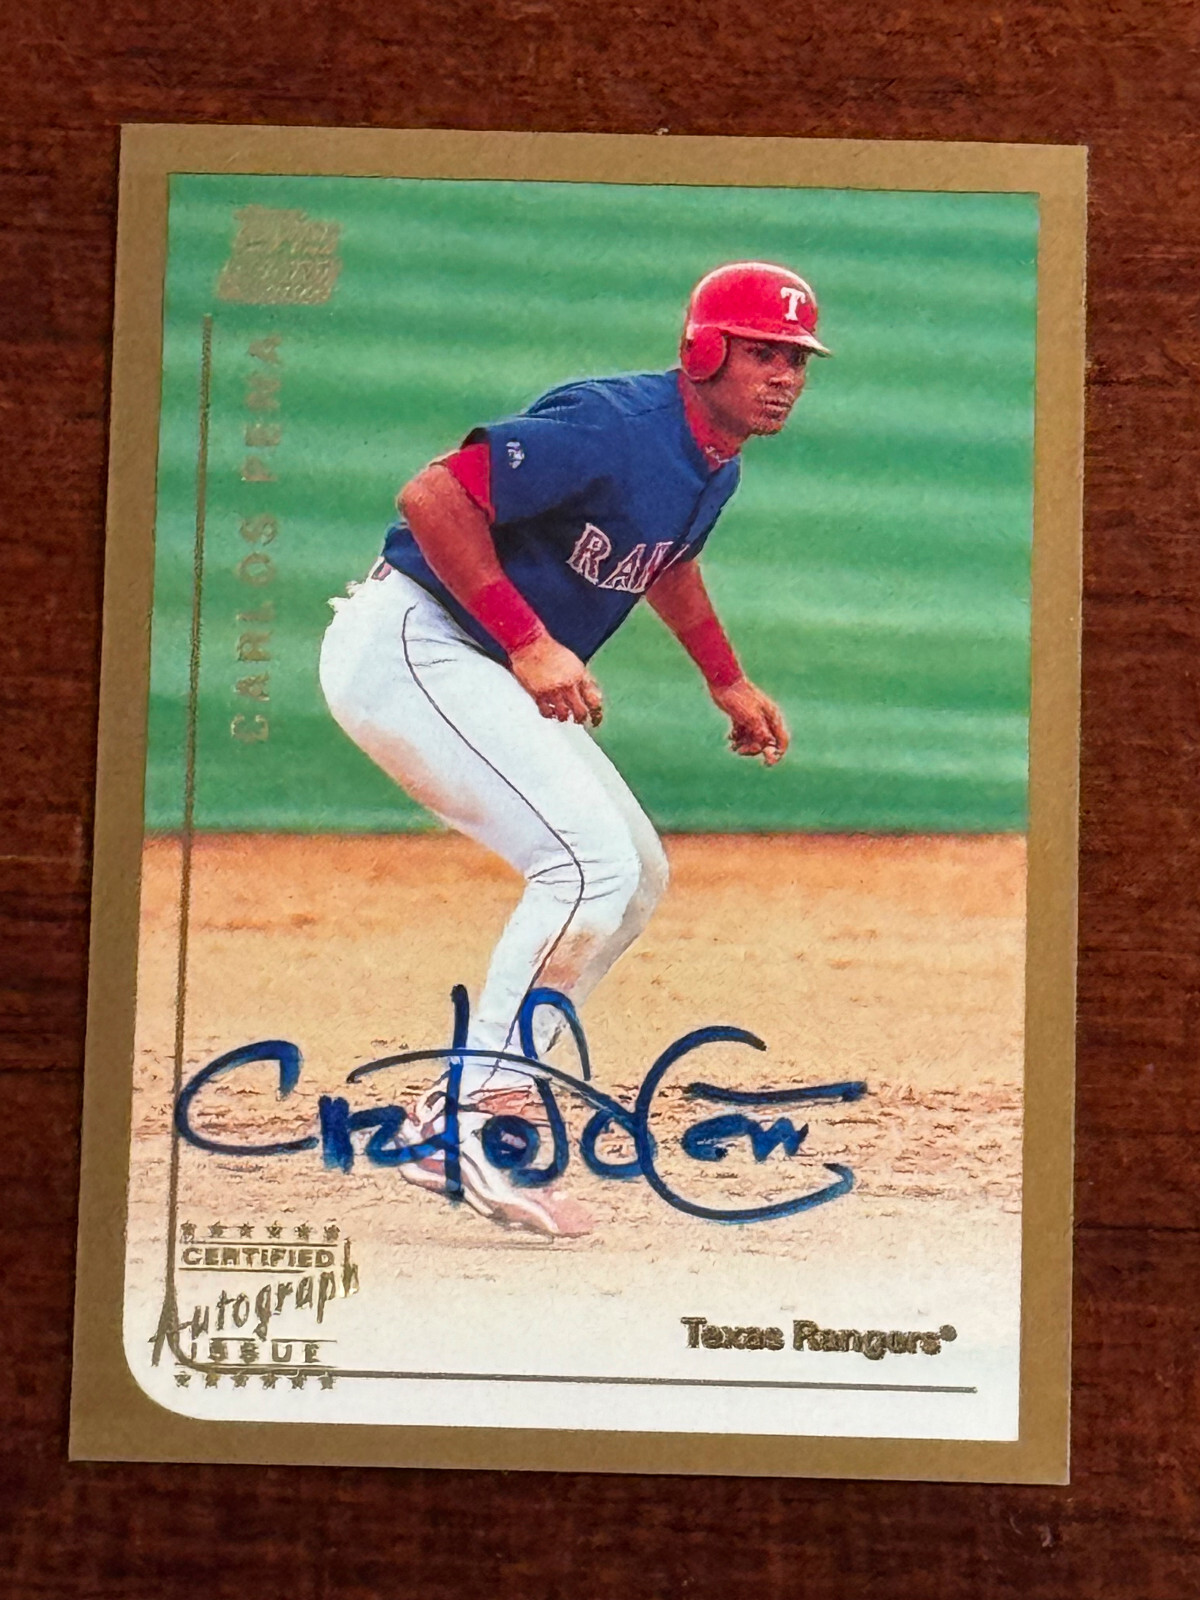 CARLOS PENA
T
RAN
CERTIFIED
Autograph
ISSUE
Texas Rangers®